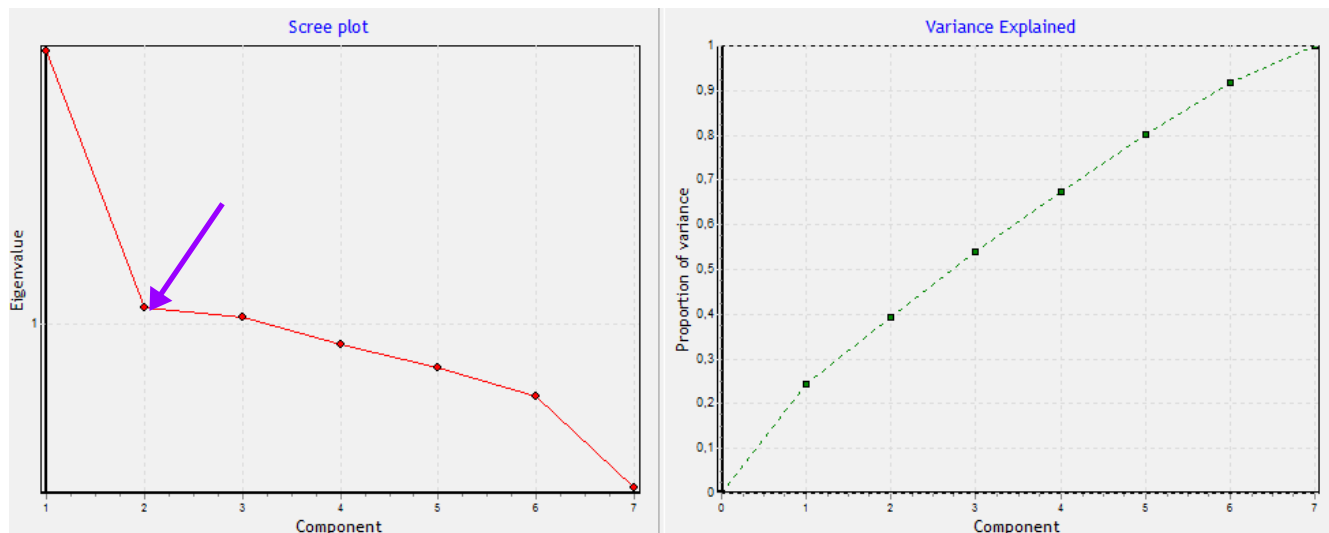 Scree plot
Eigenvalue
1
1 2 3 4 5 6 7
Component
Variance Explained
Proportion of variance
1
0,9
0,8
0,7
0,6
0,5
0,4
0,3
0,2
0,1
0
0 1 2 3 4 5 6 7
Component